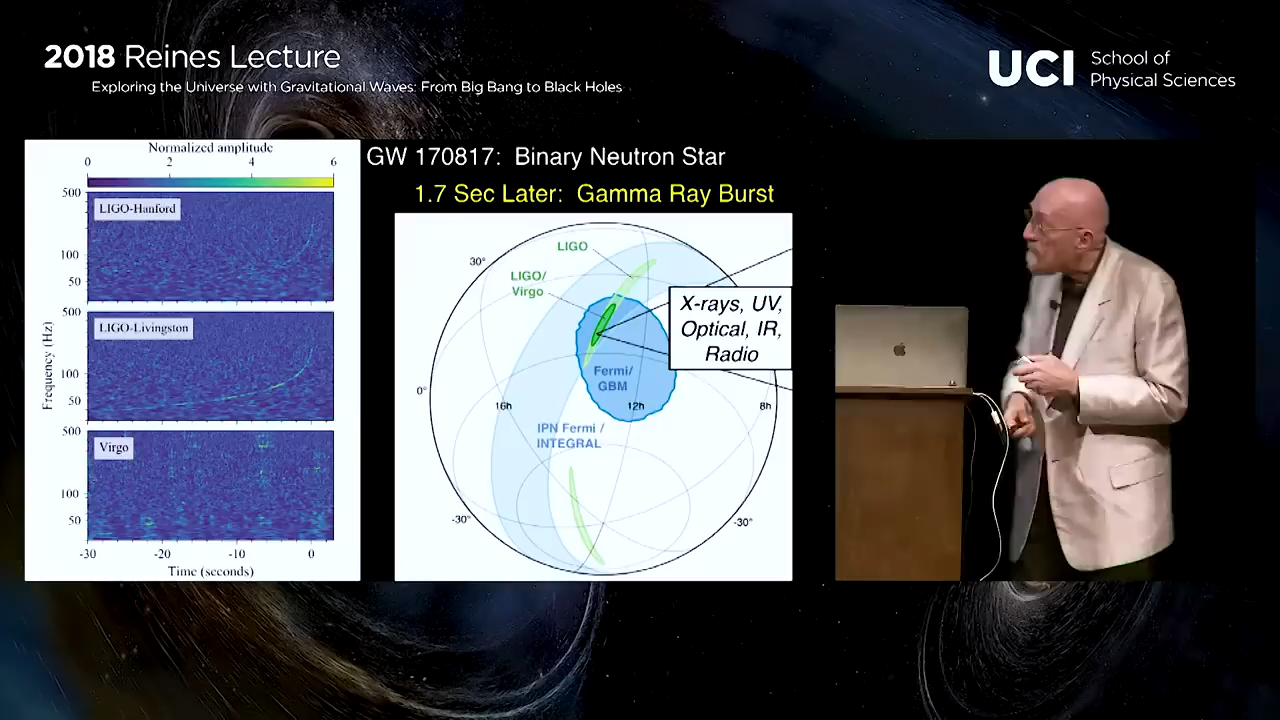 2018 Reines Lecture
Exploring the Universe with Gravitational Waves: From Big Bang to Black Holes
UCI School of
Physical Sciences
Normalized amplitude
0 2 4 6
500
LIGO-Hanford
100
50
500
LIGO-Livingston
100
50
500
Virgo
100
50
Frequency (Hz)
-30 -20 -10 0
Time (seconds)
GW 170817: Binary Neutron Star
1.7 Sec Later: Gamma Ray Burst
LIGO
30°
LIGO/
Virgo
X-rays, UV,
Optical, IR,
Radio
Fermi/
GBM
0°
16h 12h 8h
IPN Fermi /
INTEGRAL
-30° -30°